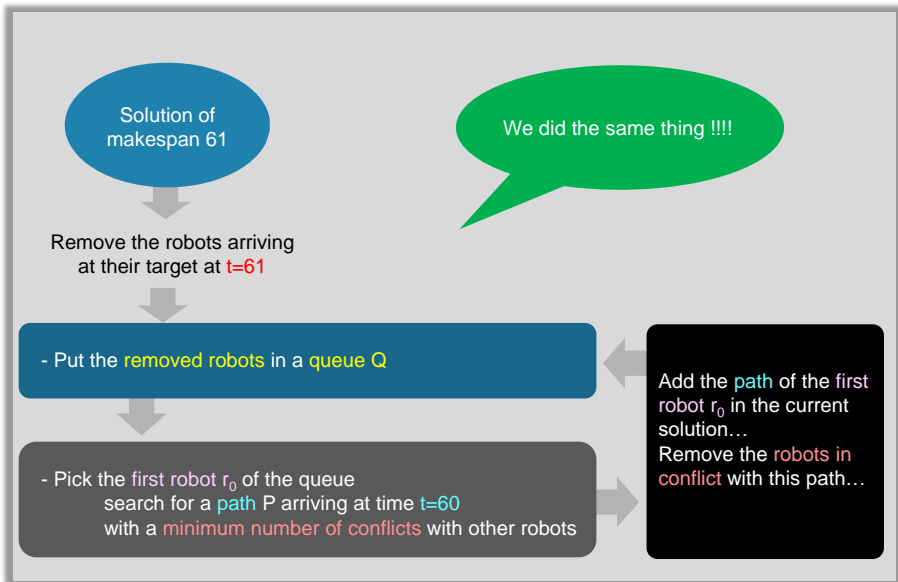 Solution of
makespan 61
We did the same thing !!!!
Remove the robots arriving
at their target at t=61
- Put the removed robots in a queue Q
- Pick the first robot r₀ of the queue
search for a path P arriving at time t=60
with a minimum number of conflicts with other robots
Add the path of the first
robot r₀ in the current
solution…
Remove the robots in
conflict with this path…